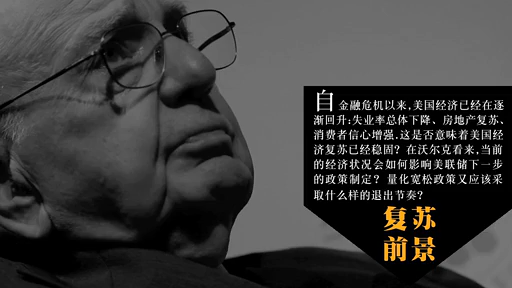 自金融危机以来,美国经济已经在逐
渐回升:失业率总体下降、房地产复苏、
消费者信心增强,这是否意味着美国经
济复苏已经稳固？在沃尔克看来,当前
的经济状况会如何影响美联储下一步
的政策制定？量化宽松政策又应该采
取什么样的退出节奏？
复苏
前景